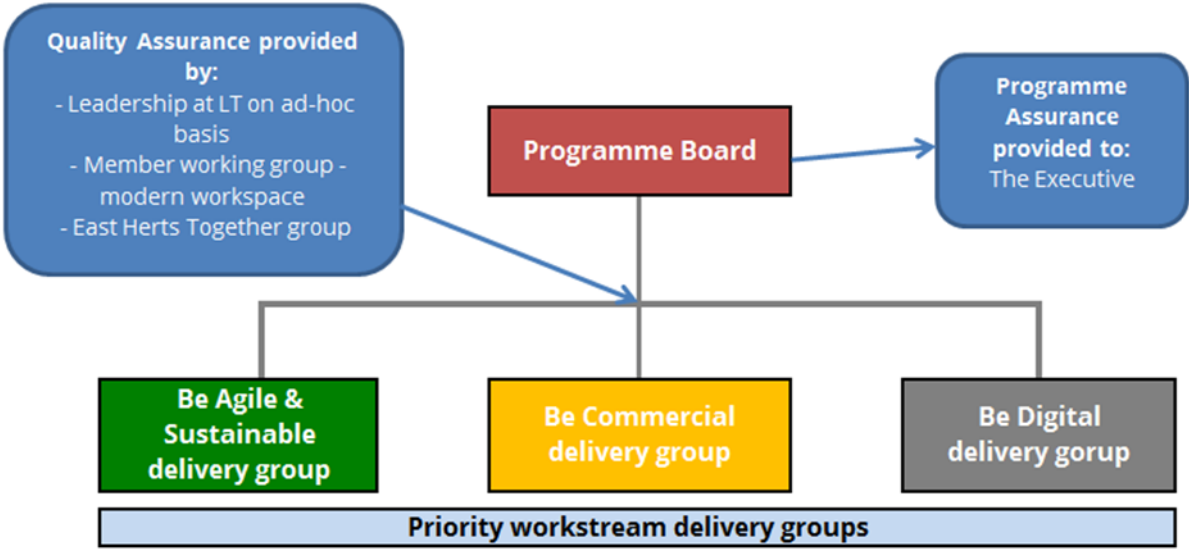 Quality Assurance provided
by:
- Leadership at LT on ad-hoc
basis
- Member working group -
modern workspace
- East Herts Together group
Programme Board
Programme
Assurance
provided to:
The Executive
Be Agile &
Sustainable
delivery group
Be Commercial
delivery group
Be Digital
delivery gorup
Priority workstream delivery groups